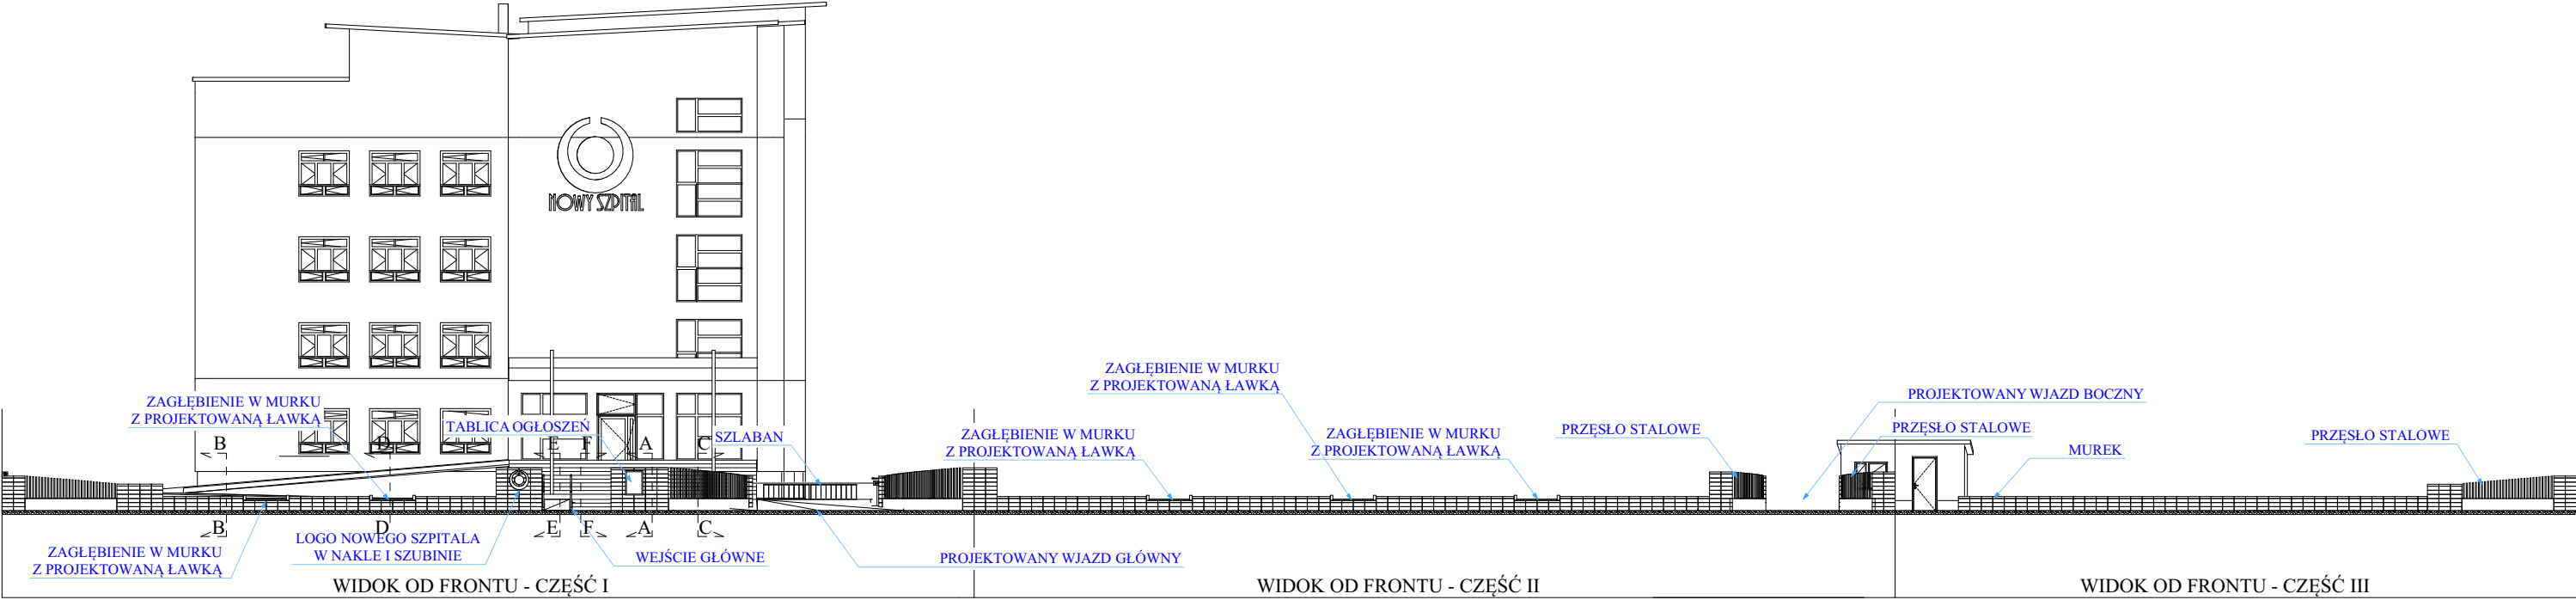 NOWY SZPITAL
ZAGŁĘBIENIE W MURKU
Z PROJEKTOWANĄ ŁAWKĄ
TABLICA OGŁOSZEŃ
SZLABAN
B
D
E
F
A
C
ZAGŁĘBIENIE W MURKU
Z PROJEKTOWANĄ ŁAWKĄ
ZAGŁĘBIENIE W MURKU
Z PROJEKTOWANĄ ŁAWKĄ
ZAGŁĘBIENIE W MURKU
Z PROJEKTOWANĄ ŁAWKĄ
PRZĘSŁO STALOWE
PROJEKTOWANY WJAZD BOCZNY
PRZĘSŁO STALOWE
MUREK
PRZĘSŁO STALOWE
B
D
E
F
A
C
ZAGŁĘBIENIE W MURKU
Z PROJEKTOWANĄ ŁAWKĄ
LOGO NOWEGO SZPITALA
W NAKLE I SZUBINIE
WEJŚCIE GŁÓWNE
PROJEKTOWANY WJAZD GŁÓWNY
WIDOK OD FRONTU - CZĘŚĆ I
WIDOK OD FRONTU - CZĘŚĆ II
WIDOK OD FRONTU - CZĘŚĆ III